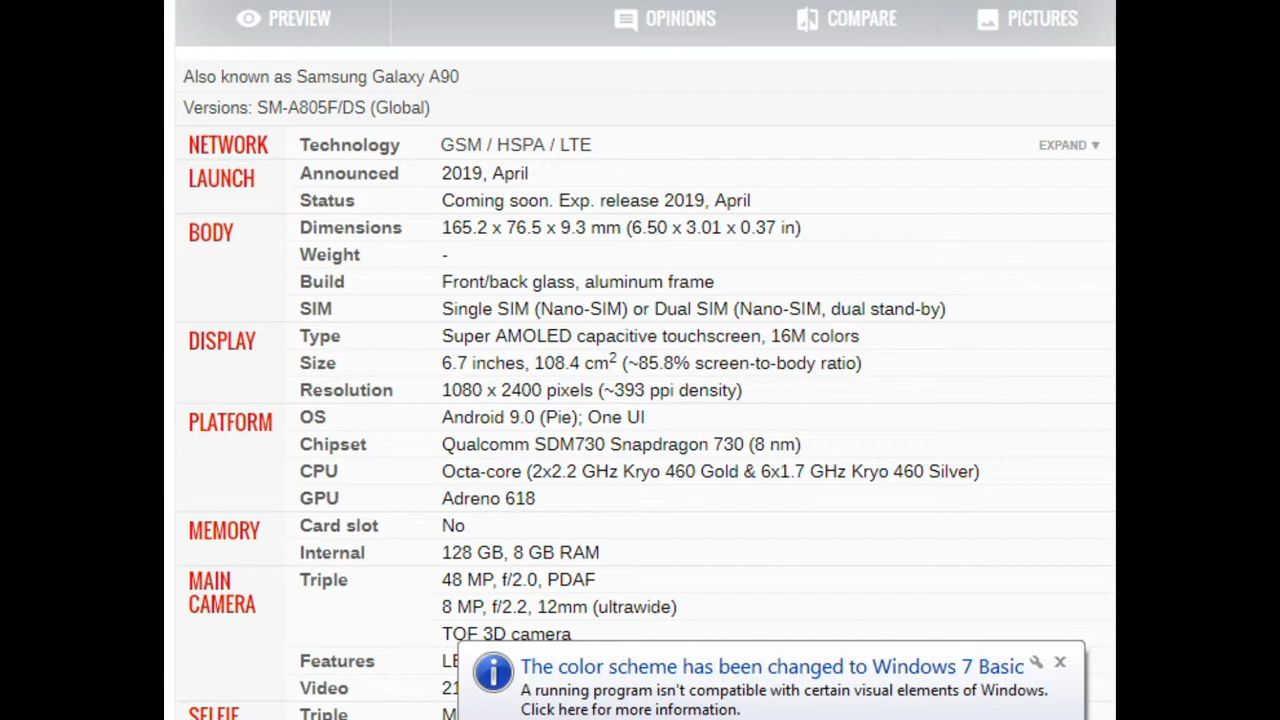 PREVIEW OPINIONS COMPARE PICTURES
Also known as Samsung Galaxy A90
Versions: SM-A805F/DS (Global)
NETWORK Technology GSM / HSPA / LTE EXPAND ▼
LAUNCH Announced 2019, April
Status Coming soon. Exp. release 2019, April
BODY Dimensions 165.2 x 76.5 x 9.3 mm (6.50 x 3.01 x 0.37 in)
Weight -
Build Front/back glass, aluminum frame
SIM Single SIM (Nano-SIM) or Dual SIM (Nano-SIM, dual stand-by)
DISPLAY Type Super AMOLED capacitive touchscreen, 16M colors
Size 6.7 inches, 108.4 cm² (~85.8% screen-to-body ratio)
Resolution 1080 x 2400 pixels (~393 ppi density)
PLATFORM OS Android 9.0 (Pie); One UI
Chipset Qualcomm SDM730 Snapdragon 730 (8 nm)
CPU Octa-core (2x2.2 GHz Kryo 460 Gold & 6x1.7 GHz Kryo 460 Silver)
GPU Adreno 618
MEMORY Card slot No
Internal 128 GB, 8 GB RAM
MAIN CAMERA Triple 48 MP, f/2.0, PDAF
8 MP, f/2.2, 12mm (ultrawide)
TOF 3D camera
Features
Video
SELFIE Triple
The color scheme has been changed to Windows 7 Basic
A running program isn't compatible with certain visual elements of Windows.
Click here for more information.